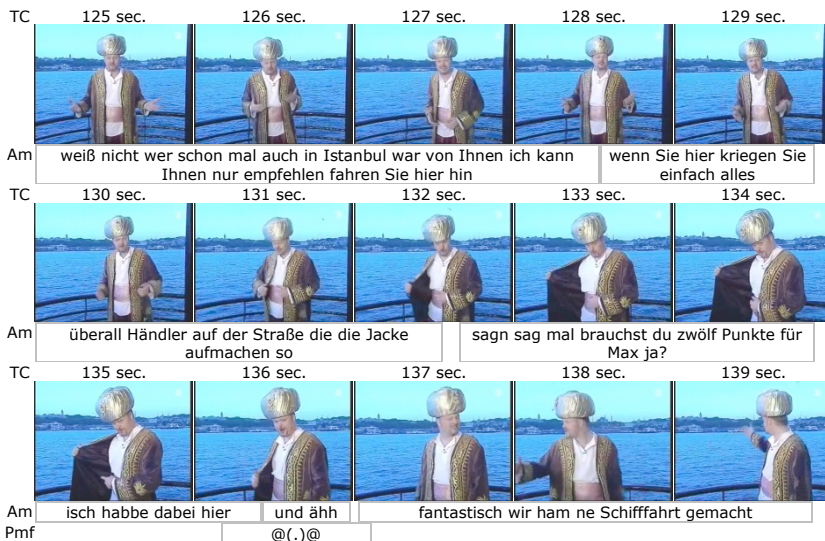 TC 125 sec. 126 sec. 127 sec. 128 sec. 129 sec.
Am weiß nicht wer schon mal auch in Istanbul war von Ihnen ich kann wenn Sie hier kriegen Sie
Ihnen nur empfehlen fahren Sie hier hin einfach alles
TC 130 sec. 131 sec. 132 sec. 133 sec. 134 sec.
Am überall Händler auf der Straße die die Jacke sagn sag mal brauchst du zwölf Punkte für
aufmachen so Max ja?
TC 135 sec. 136 sec. 137 sec. 138 sec. 139 sec.
Am isch habbe dabei hier und ähh fantastisch wir ham ne Schifffahrt gemacht
Pmf @(.)@